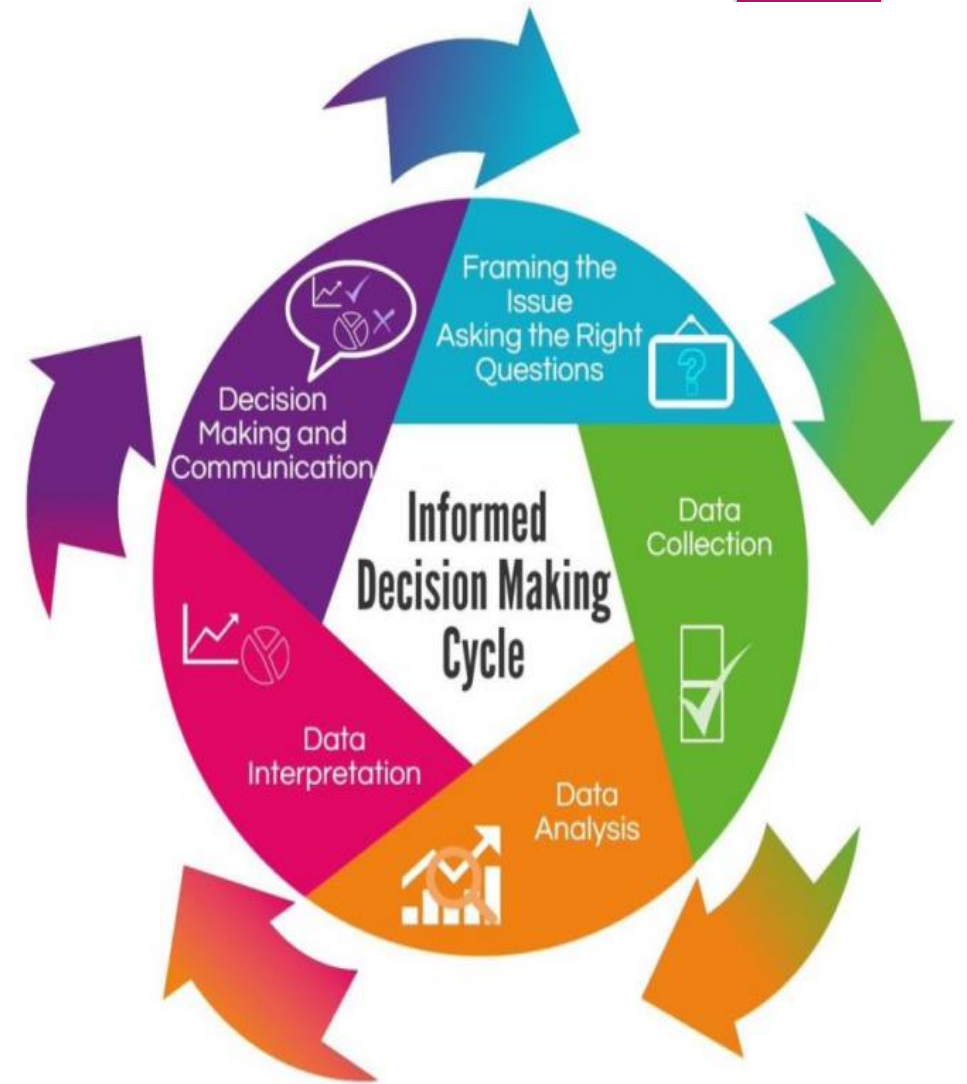 Framing the
Issue
Asking the Right
Questions
?
Data
Collection
Data
Analysis
Data
Interpretation
Decision
Making and
Communication
Informed
Decision Making
Cycle